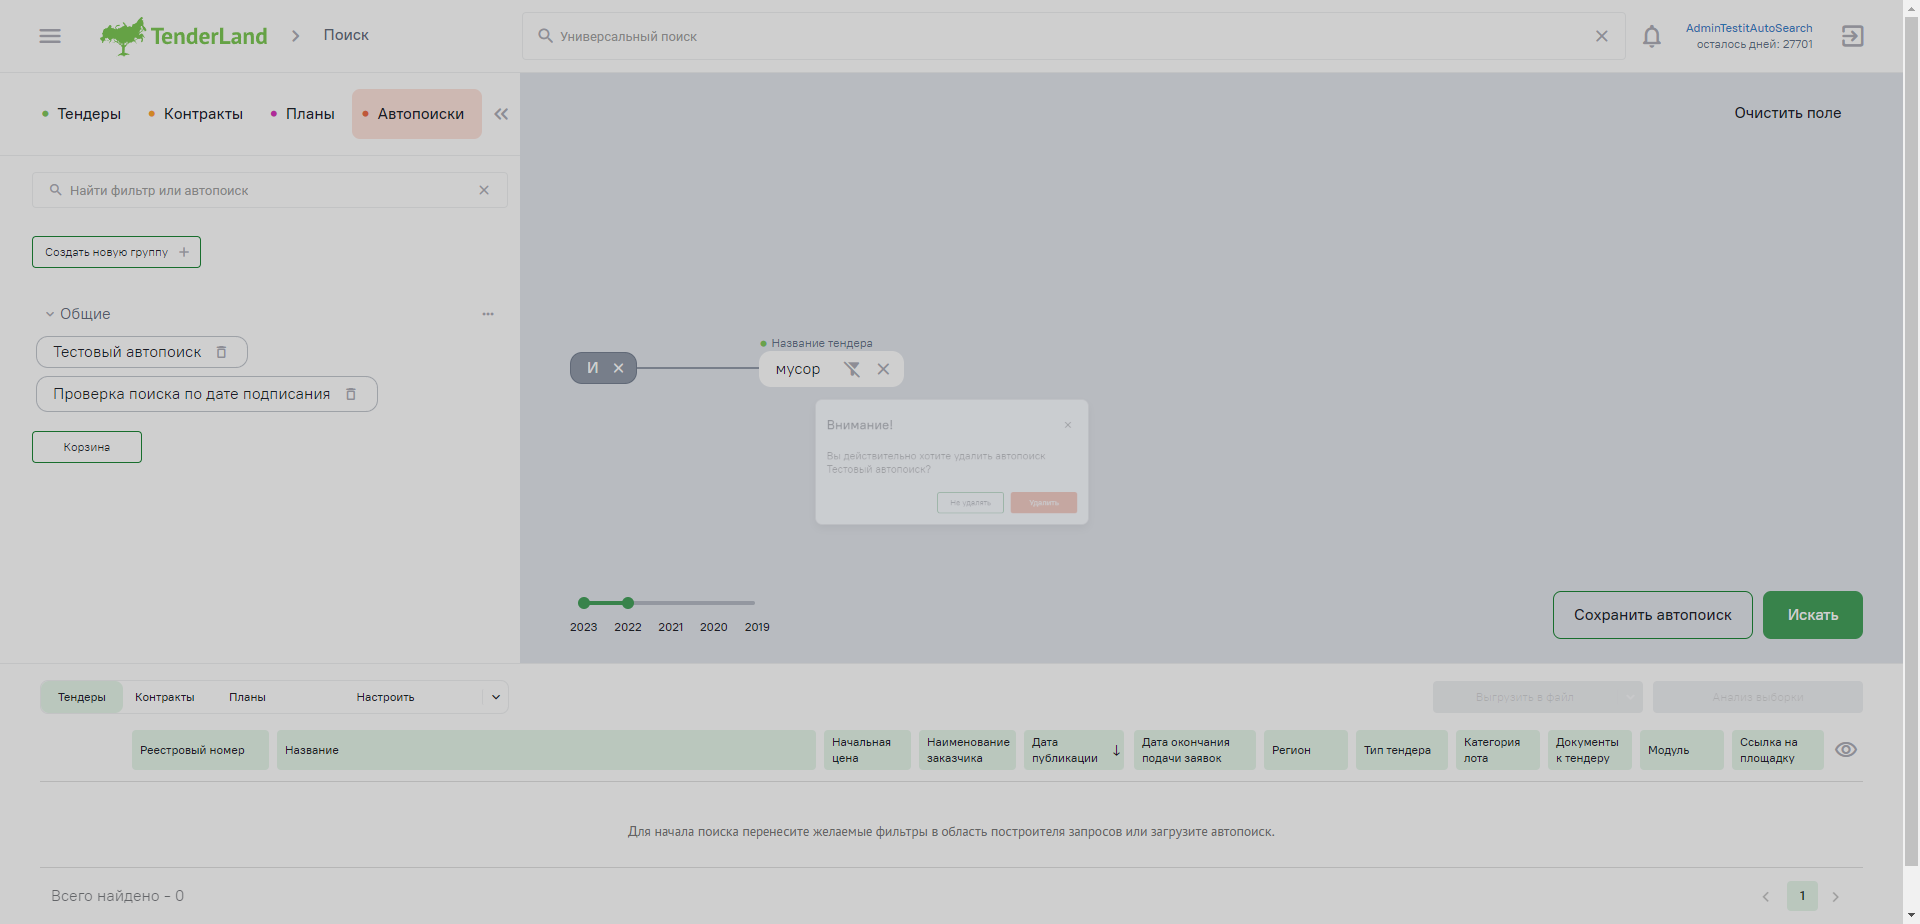 TenderLand
Поиск
Универсальный поиск
AdminTestitAutoSearch
осталось дней: 27701
Тендеры
Контракты
Планы
Автопоиски
Очистить поле
Найти фильтр или автопоиск
Создать новую группу
Общие
Тестовый автопоиск
Проверка поиска по дате подписания
Корзина
Название тендера
И
мусор
Внимание!
Вы действительно хотите удалить автопоиск
Тестовый автопоиск?
Не удалять
Удалить
2023 2022 2021 2020 2019
Сохранить автопоиск
Искать
Тендеры
Контракты
Планы
Настроить
Выгрузить в файл
Анализ выборки
Реестровый номер
Название
Начальная
цена
Наименование
заказчика
Дата
публикации
Дата окончания
подачи заявок
Регион
Тип тендера
Категория
лота
Документы
к тендеру
Модуль
Ссылка на
площадку
Для начала поиска перенесите желаемые фильтры в область построителя запросов или загрузите автопоиск.
Всего найдено - 0
1